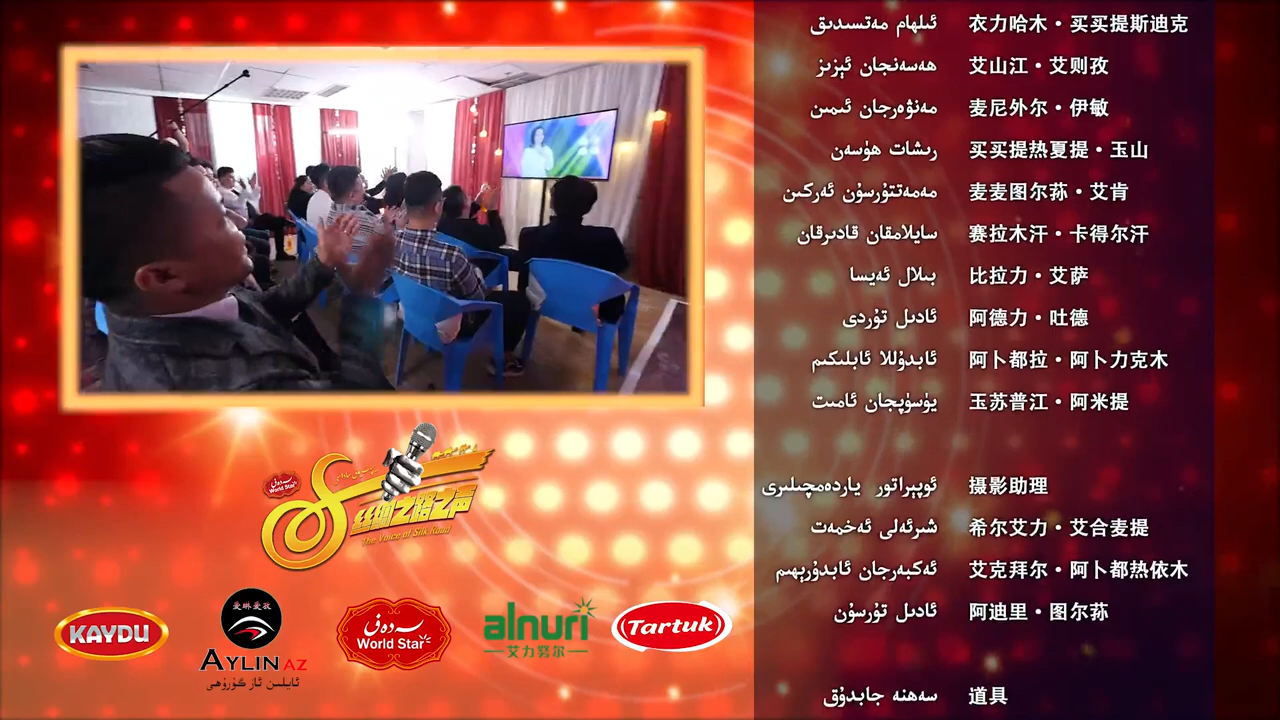 ئىلھام مەتسىدىق 衣力哈木・买买提斯迪克
ھەسەنجان ئېزىز 艾山江・艾则孜
مەنۋەرجان ئىمىن 麦尼外尔・伊敏
رىشات ھۈسەن 买买提热夏提・玉山
مەمەتتۇرسۇن ئەركىن 麦麦图尔荪・艾肯
سايلامقان قادىرقان 赛拉木汗・卡得尔汗
بىلال ئەيسا 比拉力・艾萨
ئادىل تۇردى 阿德力・吐德
ئابدۇللا ئابلىكىم 阿卜都拉・阿卜力克木
يۈسۈپجان ئامىت 玉苏普江・阿米提
ئوپېراتور ياردەمچىلىرى 摄影助理
شىرئەلى ئەخمەت 希尔艾力・艾合麦提
ئەكبەرجان ئابدۇرېھىم 艾克拜尔・阿卜都热依木
ئادىل تۇرسۇن 阿迪里・图尔荪
سەھنە جابدۇق 道具
World Star
丝绸之路之声
The Voice of Silk Road
KAYDU
爱琳爱孜
AYLIN AZ
ئايلىن ئاز گۇرۇھى
سەدەفى
World Star
alnuri
艾力努尔
Tartuk